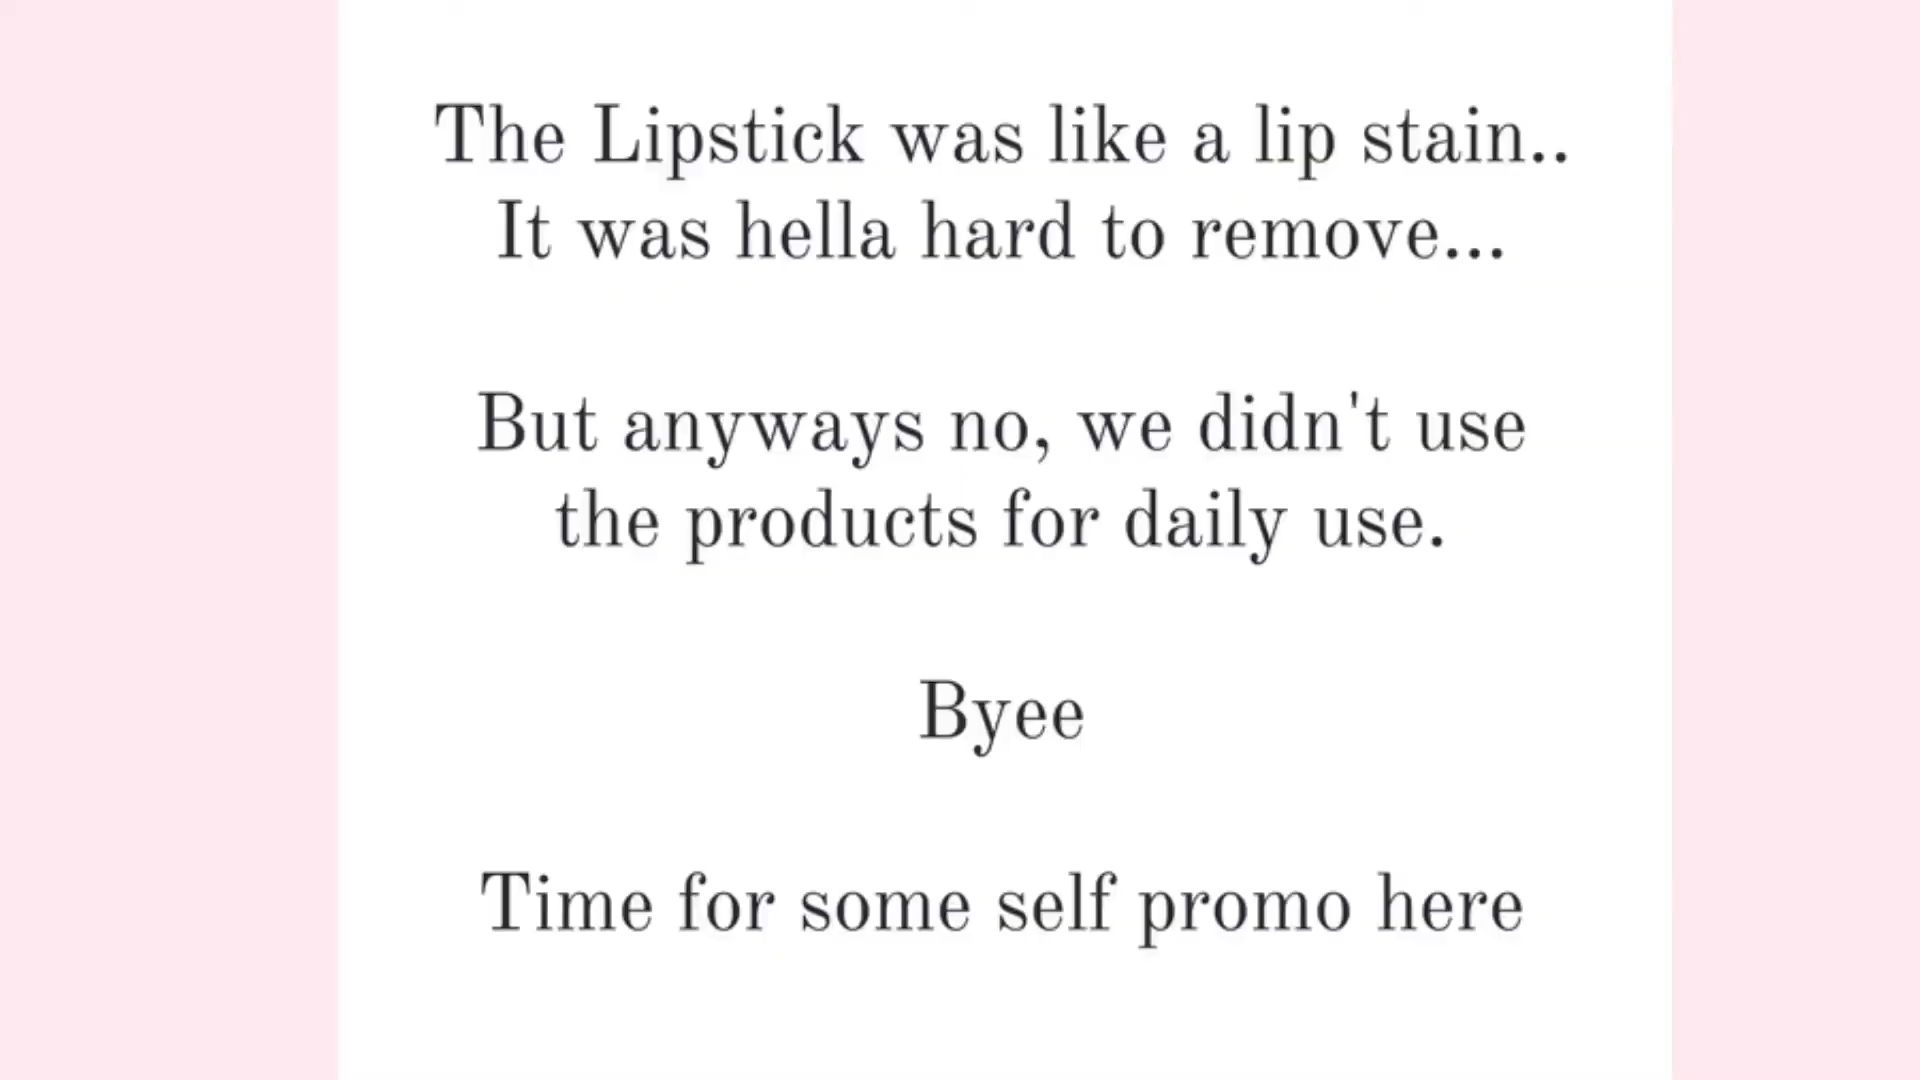 The Lipstick was like a lip stain..
It was hella hard to remove...
But anyways no, we didn't use
the products for daily use.
Byee
Time for some self promo here